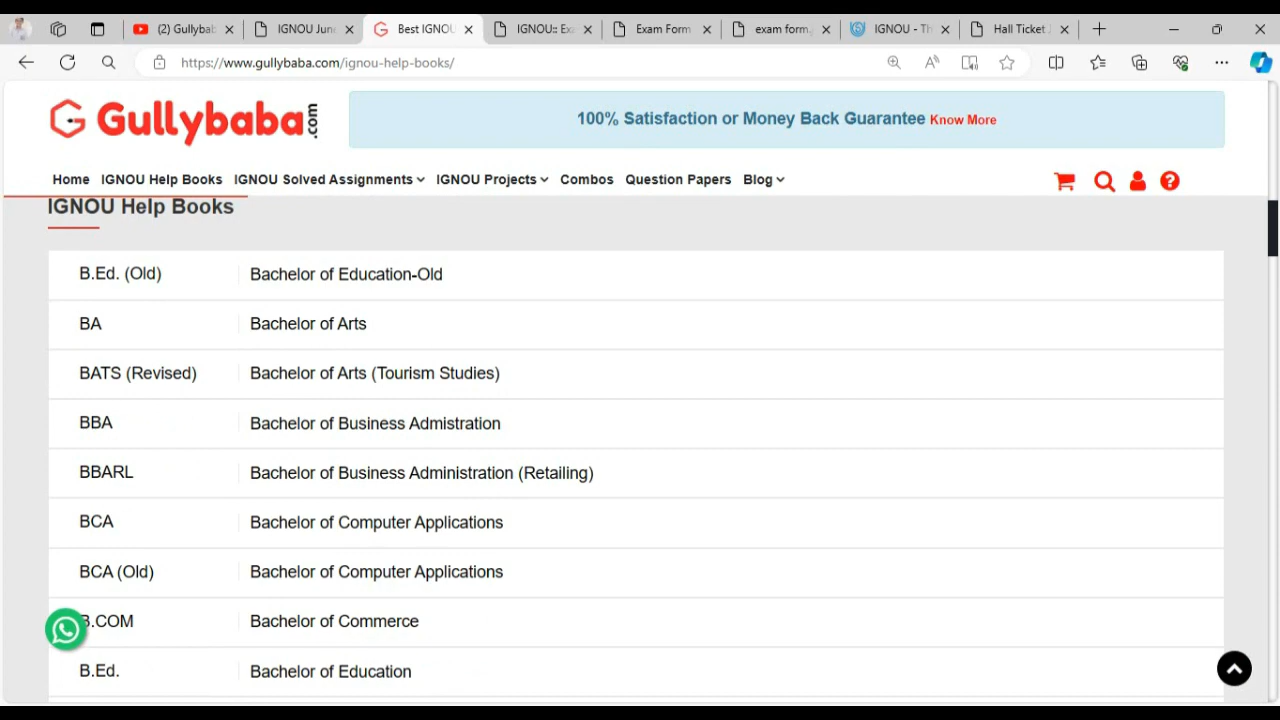 (2) Gullybab
IGNOU June
Best IGNOU
IGNOU:: Exa
Exam Form
exam form,
IGNOU - Th
Hall Ticket
https://www.gullybaba.com/ignou-help-books/
Gullybaba.com
100% Satisfaction or Money Back Guarantee Know More
Home IGNOU Help Books IGNOU Solved Assignments IGNOU Projects Combos Question Papers Blog
IGNOU Help Books
B.Ed. (Old) Bachelor of Education-Old
BA Bachelor of Arts
BATS (Revised) Bachelor of Arts (Tourism Studies)
BBA Bachelor of Business Admistration
BBARL Bachelor of Business Administration (Retailing)
BCA Bachelor of Computer Applications
BCA (Old) Bachelor of Computer Applications
B.COM Bachelor of Commerce
B.Ed. Bachelor of Education